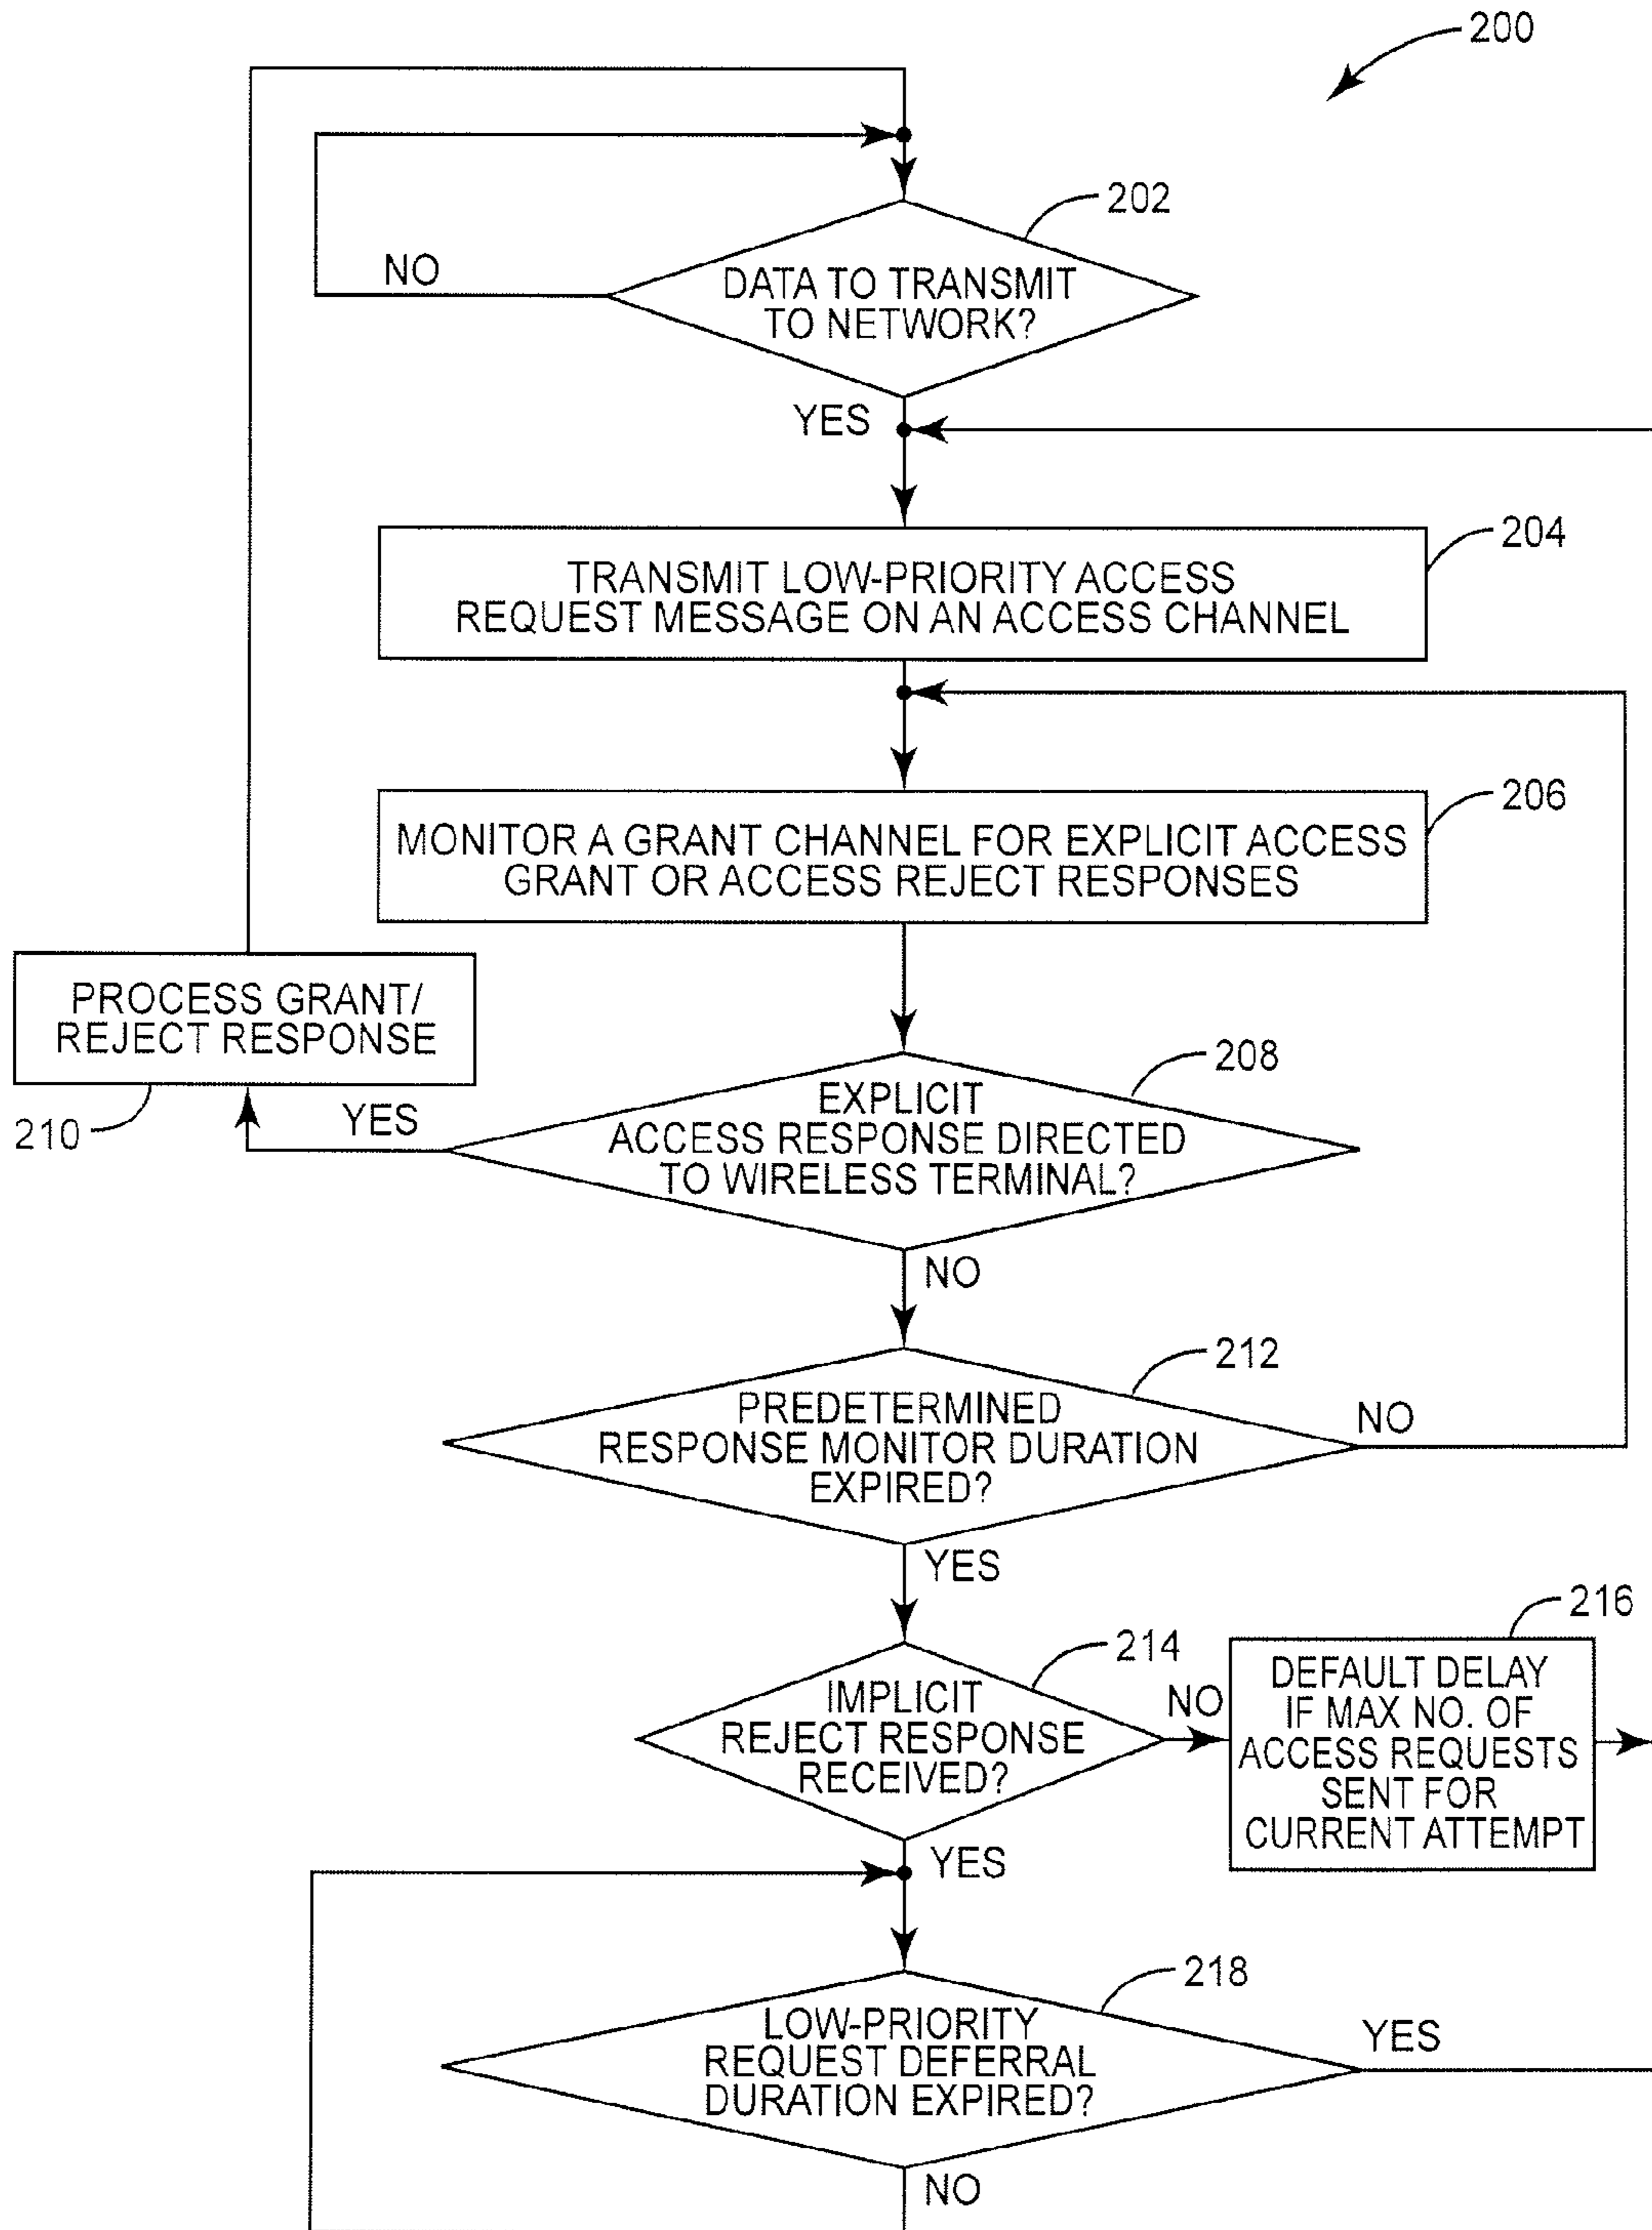 200
202
NO
DATA TO TRANSMIT
TO NETWORK?
YES
204
TRANSMIT LOW-PRIORITY ACCESS
REQUEST MESSAGE ON AN ACCESS CHANNEL
206
MONITOR A GRANT CHANNEL FOR EXPLICIT ACCESS
GRANT OR ACCESS REJECT RESPONSES
PROCESS GRANT/
REJECT RESPONSE
210
YES
208
EXPLICIT
ACCESS RESPONSE DIRECTED
TO WIRELESS TERMINAL?
NO
212
PREDETERMINED
RESPONSE MONITOR DURATION
EXPIRED?
NO
YES
214
IMPLICIT
REJECT RESPONSE
RECEIVED?
NO
216
DEFAULT DELAY
IF MAX NO. OF
ACCESS REQUESTS
SENT FOR
CURRENT ATTEMPT
YES
218
LOW-PRIORITY
REQUEST DEFERRAL
DURATION EXPIRED?
YES
NO